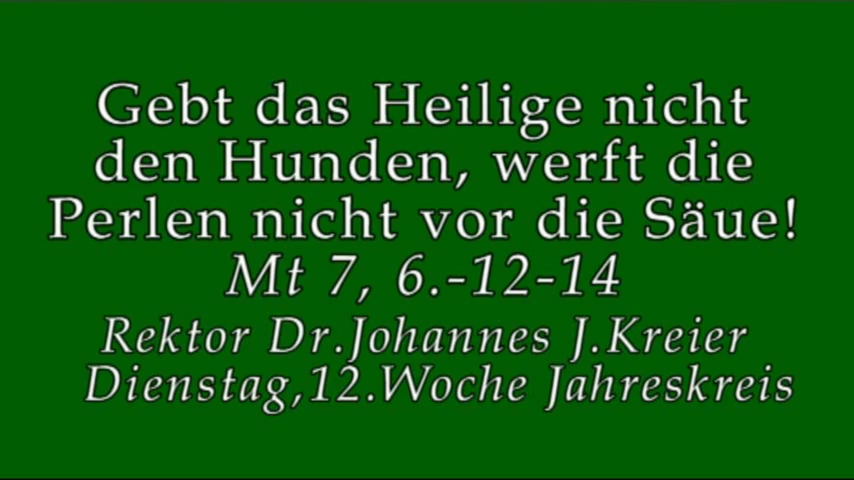 Gebt das Heilige nicht
den Hunden, werft die
Perlen nicht vor die Säue!
Mt 7, 6.-12-14
Rektor Dr.Johannes J.Kreier
Dienstag,12.Woche Jahreskreis